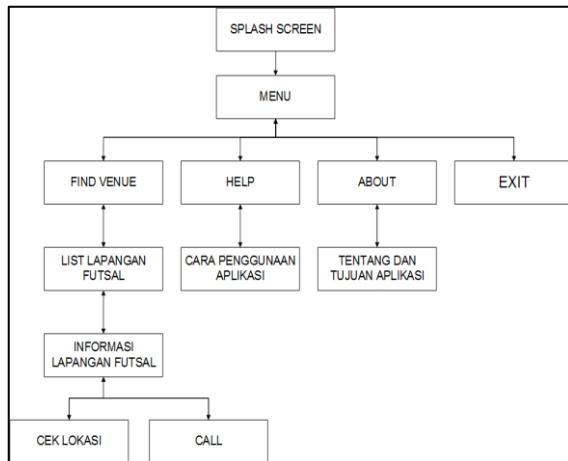 SPLASH SCREEN
MENU
FIND VENUE
HELP
ABOUT
EXIT
LIST LAPANGAN
FUTSAL
CARA PENGGUNAAN
APLIKASI
TENTANG DAN
TUJUAN APLIKASI
INFORMASI
LAPANGAN FUTSAL
CEK LOKASI
CALL